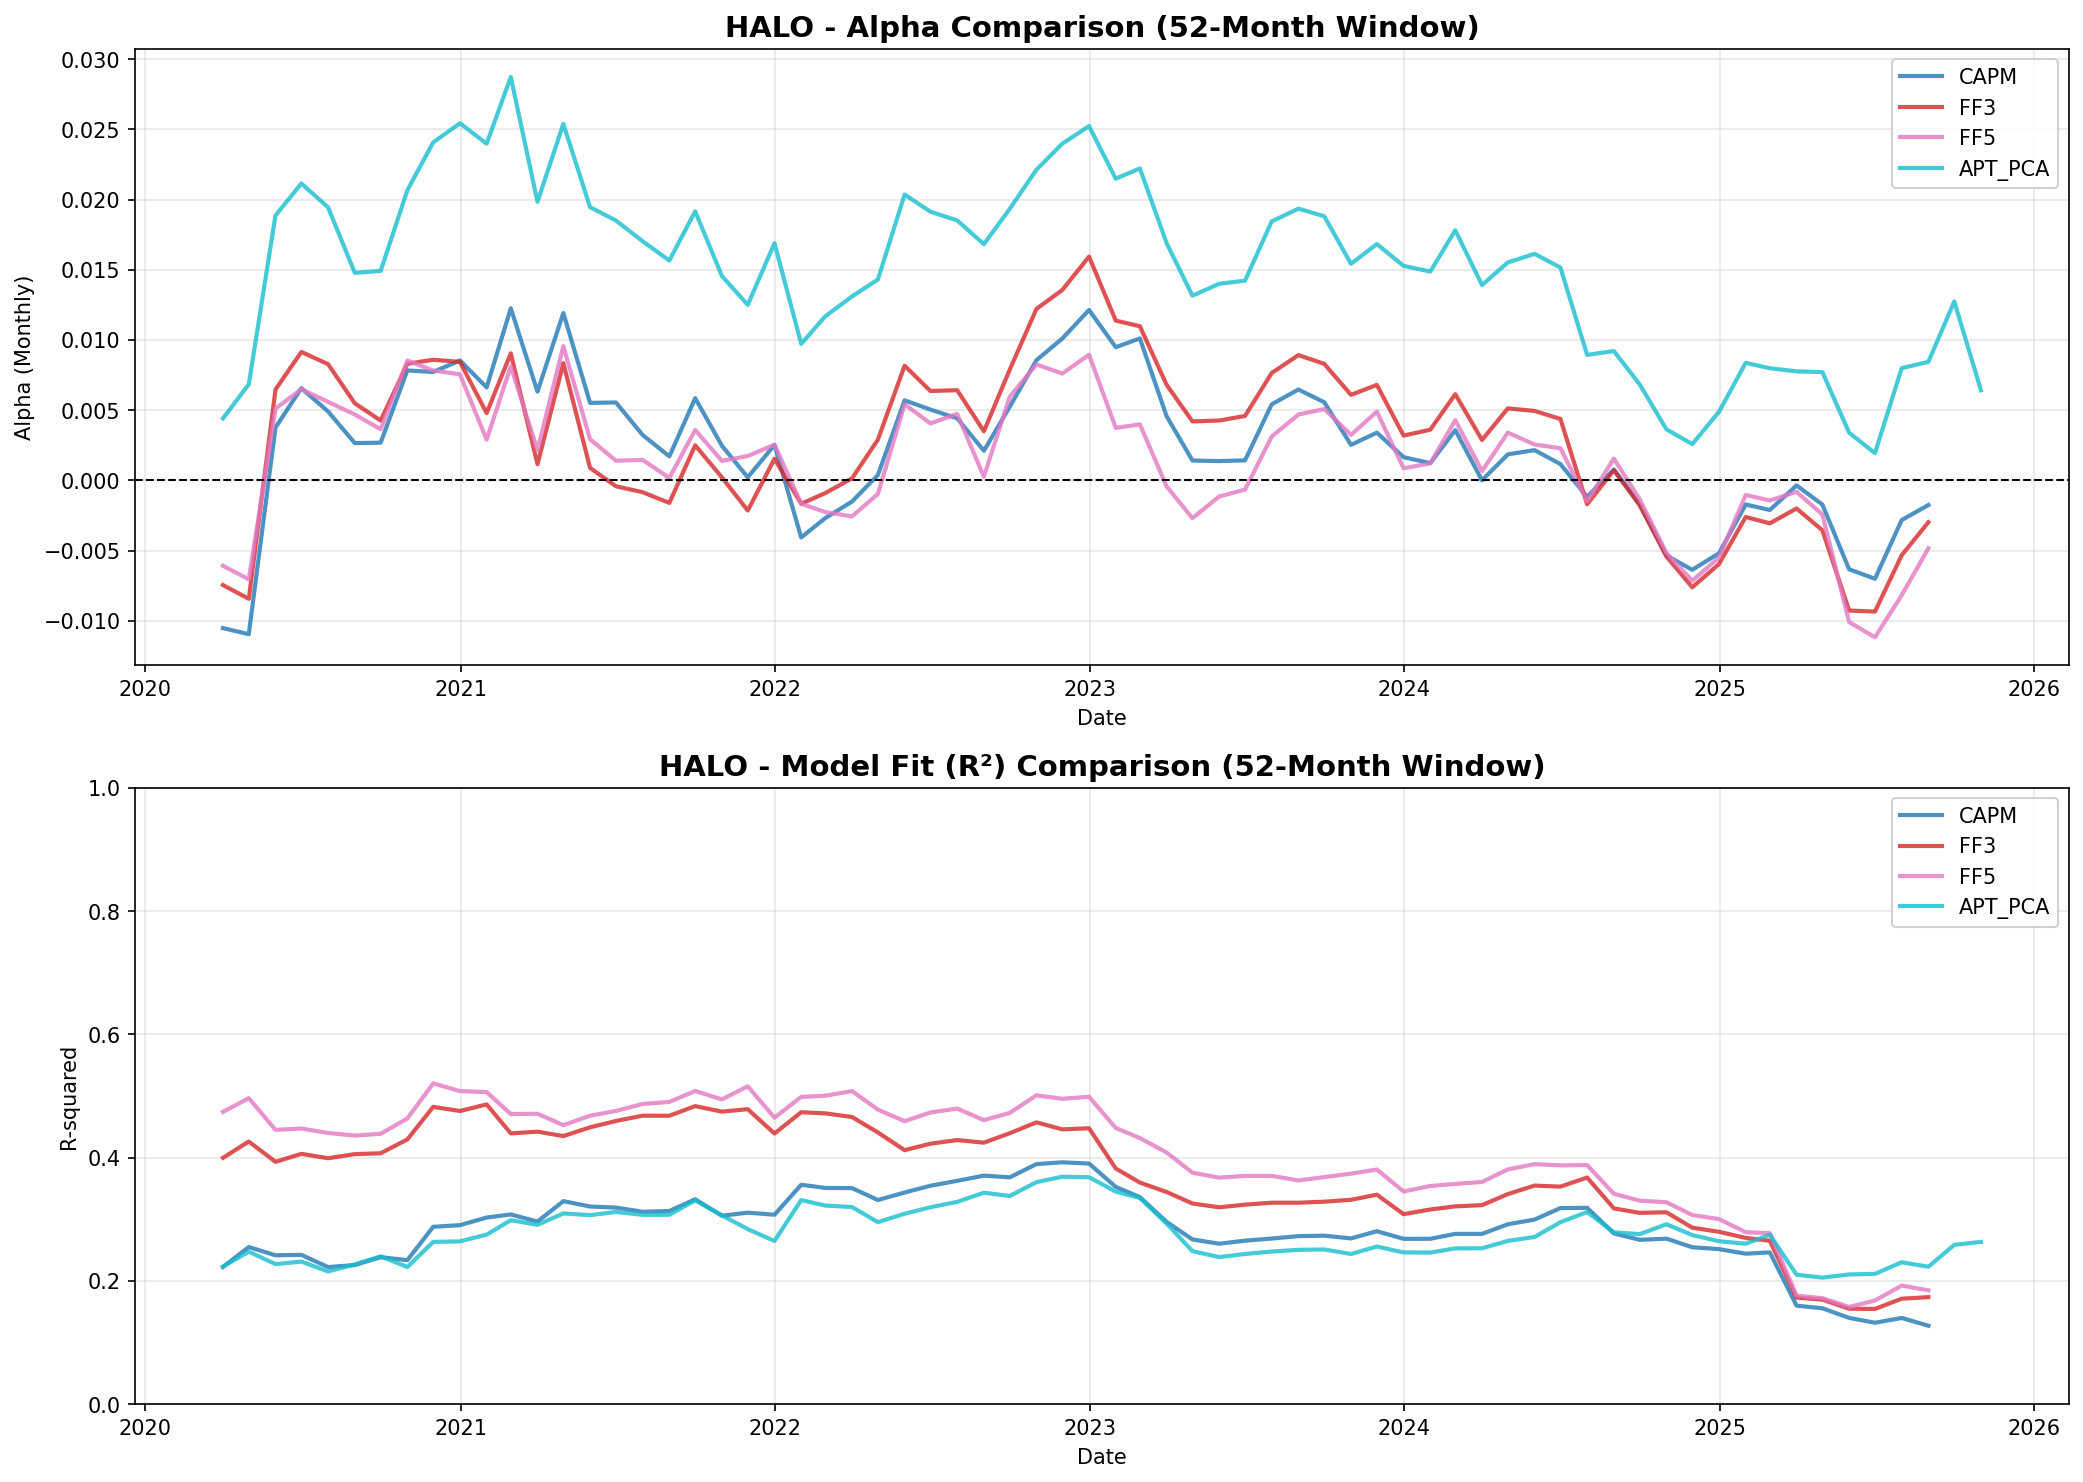 HALO - Alpha Comparison (52-Month Window)
0.030
0.025
0.020
0.015
0.010
0.005
0.000
−0.005
−0.010
Alpha (Monthly)
CAPM
FF3
FF5
APT_PCA
2020 2021 2022 2023 2024 2025 2026
Date
HALO - Model Fit (R²) Comparison (52-Month Window)
1.0
0.8
0.6
0.4
0.2
0.0
R-squared
CAPM
FF3
FF5
APT_PCA
2020 2021 2022 2023 2024 2025 2026
Date